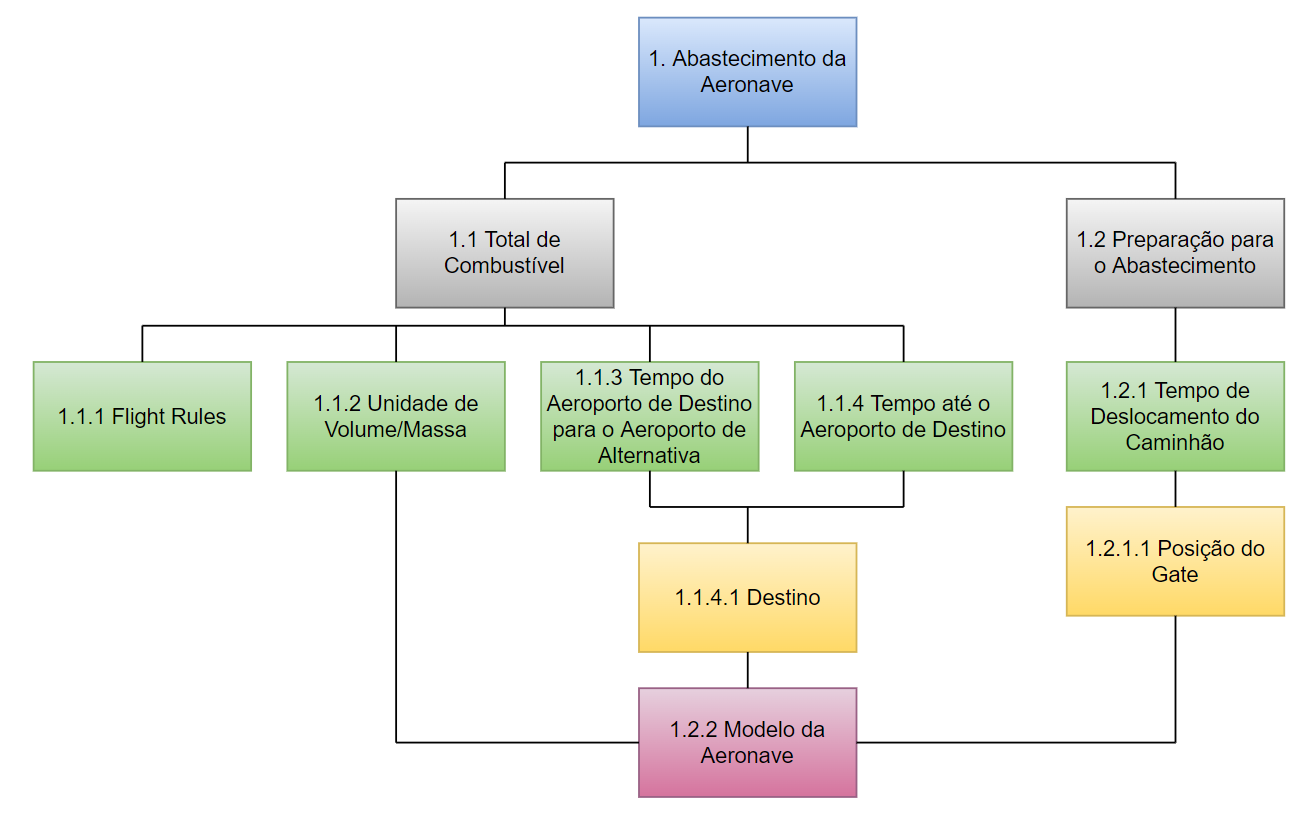 1. Abastecimento da
Aeronave
1.1 Total de
Combustível
1.2 Preparação para
o Abastecimento
1.1.1 Flight Rules
1.1.2 Unidade de
Volume/Massa
1.1.3 Tempo do
Aeroporto de Destino
para o Aeroporto de
Alternativa
1.1.4 Tempo até o
Aeroporto de Destino
1.2.1 Tempo de
Deslocamento do
Caminhão
1.1.4.1 Destino
1.2.1.1 Posição do
Gate
1.2.2 Modelo da
Aeronave